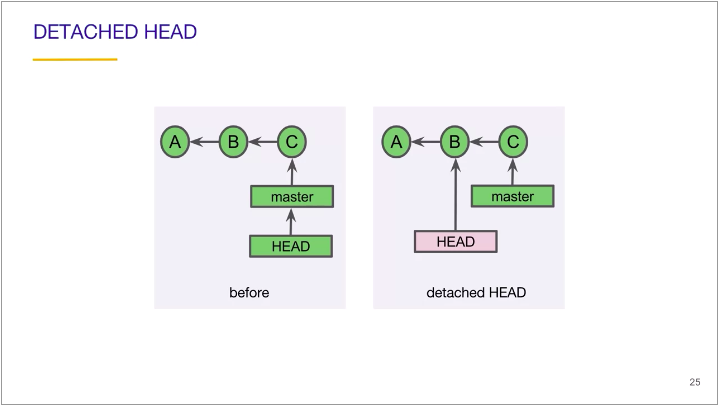 DETACHED HEAD
A B C
master
HEAD
before
A B C
master
HEAD
detached HEAD
25